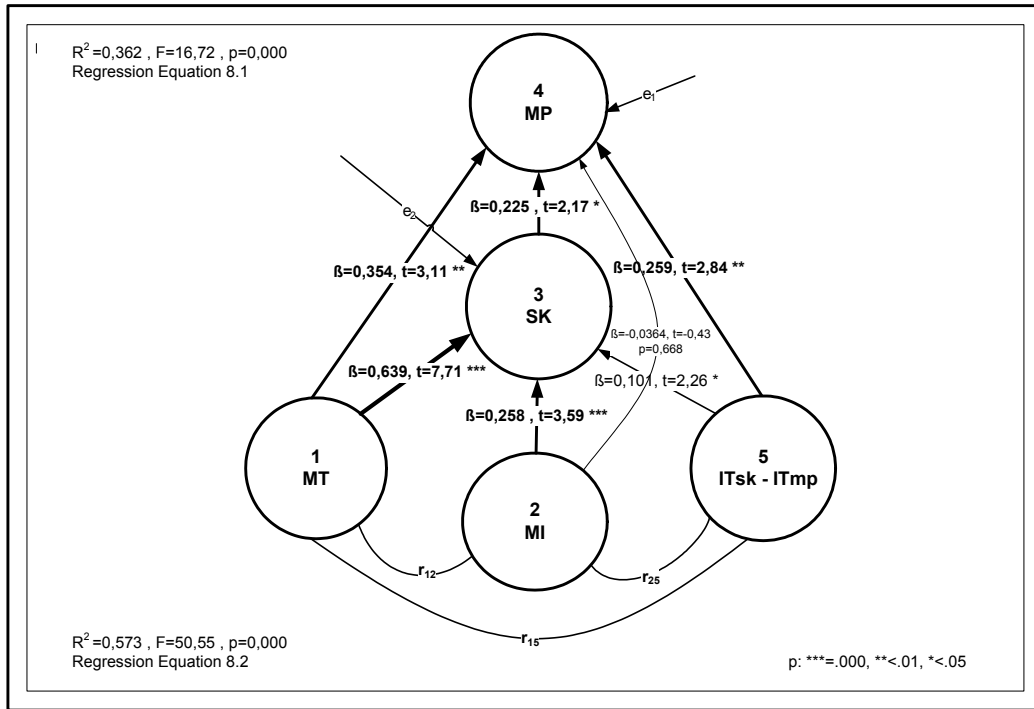 R²=0,362 , F=16,72 , p=0,000
Regression Equation 8.1
4
MP
e₁
e₂
ß=0,225 , t=2,17 *
ß=0,354, t=3,11 **
ß=0,259, t=2,84 **
3
SK
ß=-0,0364, t=-0,43
p=0,668
ß=0,639, t=7,71 ***
ß=0,101, t=2,26 *
ß=0,258 , t=3,59 ***
1
MT
5
ITsk - ITmp
2
MI
r₁₂
r₂₅
r₁₅
R²=0,573 , F=50,55 , p=0,000
Regression Equation 8.2
p: ***=.000, **<.01, *<.05